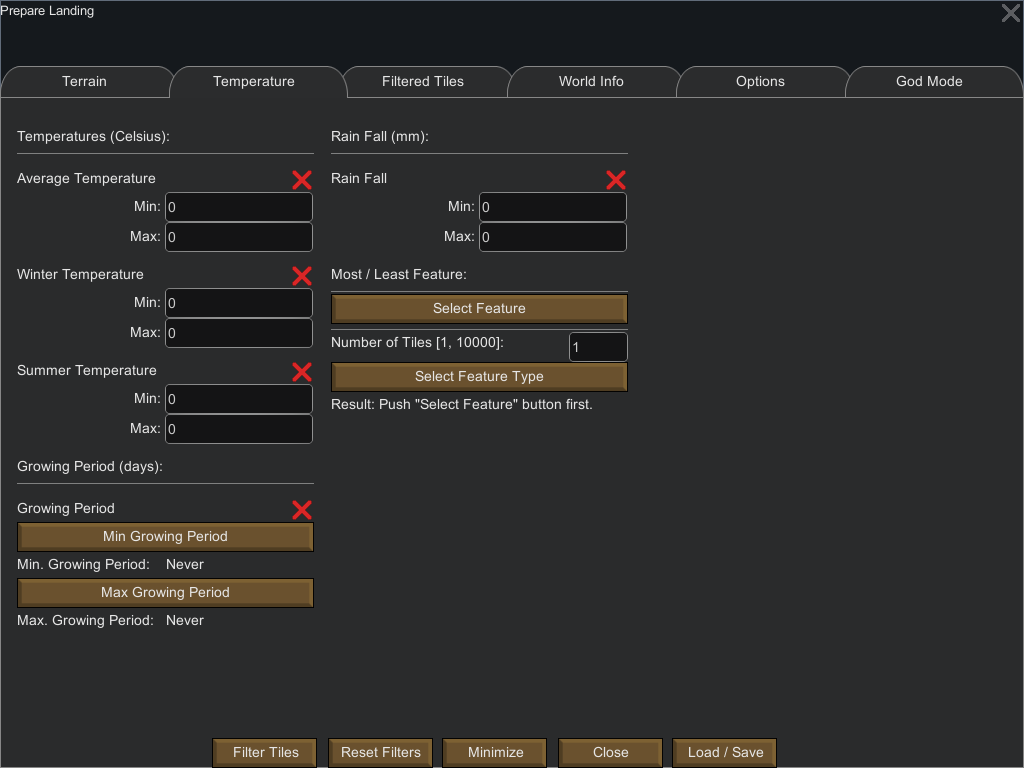 Prepare Landing
Terrain
Temperature
Filtered Tiles
World Info
Options
God Mode
Temperatures (Celsius):
Average Temperature
Min: 0
Max: 0
Winter Temperature
Min: 0
Max: 0
Summer Temperature
Min: 0
Max: 0
Growing Period (days):
Growing Period
Min Growing Period
Min. Growing Period: Never
Max Growing Period
Max. Growing Period: Never
Rain Fall (mm):
Rain Fall
Min: 0
Max: 0
Most / Least Feature:
Select Feature
Number of Tiles [1, 10000]: 1
Select Feature Type
Result: Push "Select Feature" button first.
Filter Tiles
Reset Filters
Minimize
Close
Load / Save